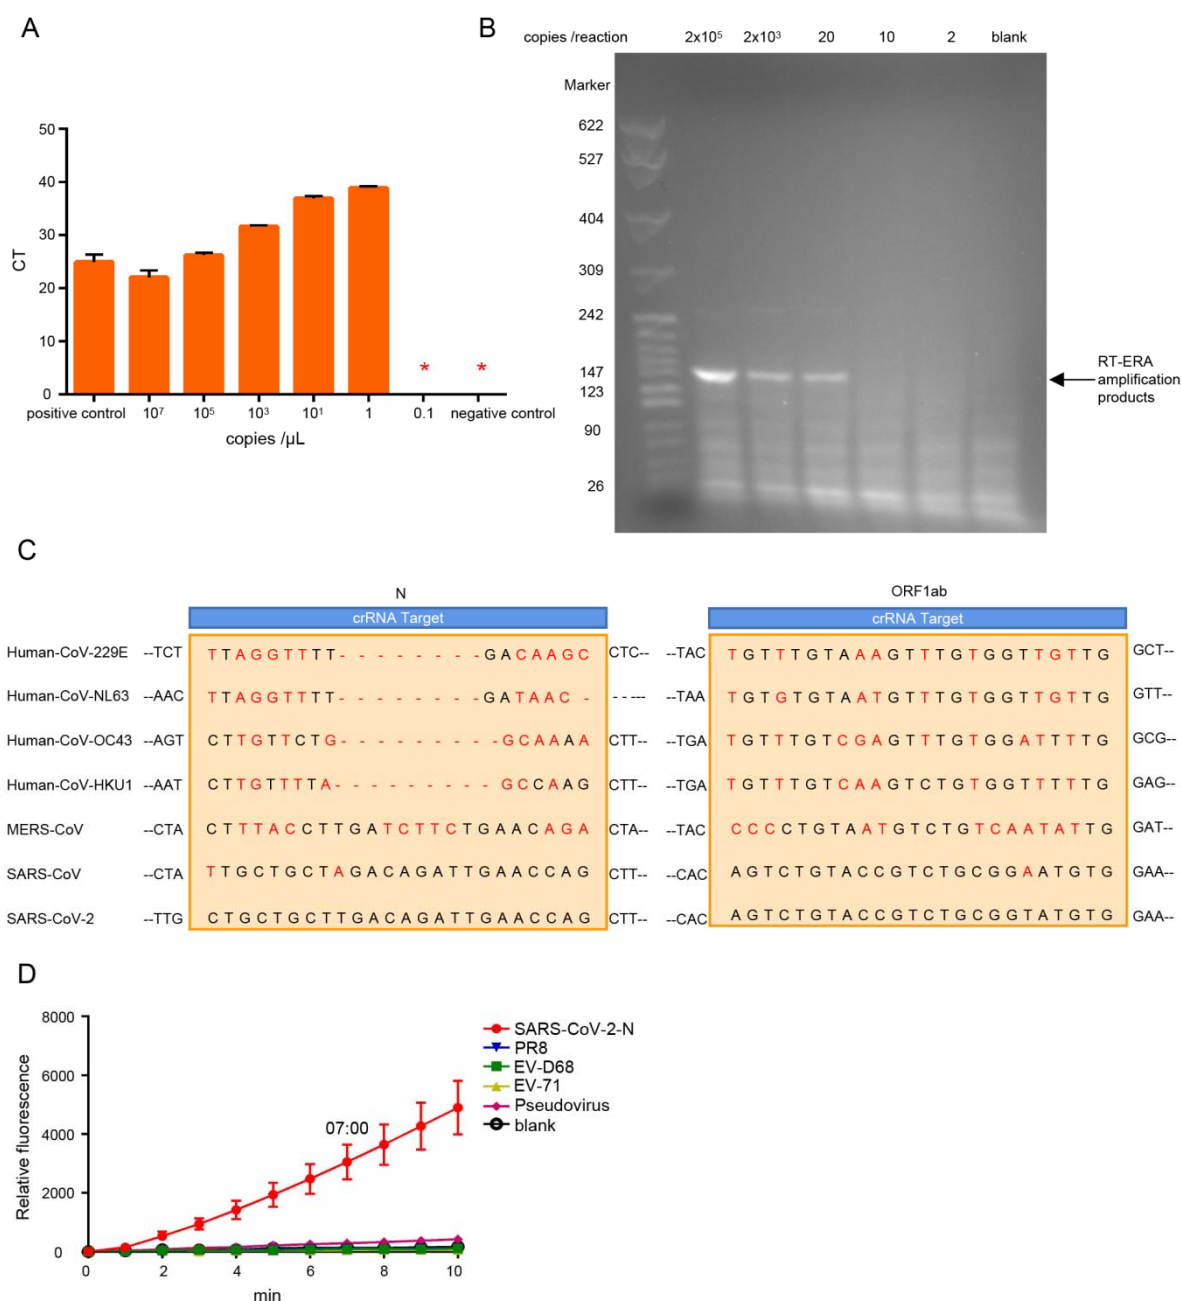 A
50
40
30
20
10
0
CT
* *
positive control 10⁷ 10⁵ 10³ 10¹ 1 0.1 negative control
copies /µL
B
copies /reaction 2x10⁵ 2x10³ 20 10 2 blank
Marker
622
527
404
309
242
147
123
90
26
RT-ERA
amplification
products
C
N ORF1ab
crRNA Target crRNA Target
Human-CoV-229E --TCT TTAGGTTTT--------GACAAGC CTC-- --TAC TGTTTGTAAAGTTTGTGGTTGTTG GCT--
Human-CoV-NL63 --AAC TTAGGTTTT--------GATAAC- ----- --TAA TGTGTGTAATGTTTGTGGTTGTTG GTT--
Human-CoV-OC43 --AGT CTTGTTCTG---------GCAAAA CTT-- --TGA TGTTTGTCGAGTTTGTGGATTTTG GCG--
Human-CoV-HKU1 --AAT CTTGTTTTA---------GCCAAG CTT-- --TGA TGTTTGTCAAGTCTGTGGTTTTTG GAG--
MERS-CoV --CTA CTTTACCTTGATCTTCTGAACAGA CTA-- --TAC CCCCTGTAATGTCTGTCAATATTG GAT--
SARS-CoV --CTA TTGCTGCTAGACAGATTGAACCAG CTT-- --CAC AGTCTGTACCGTCTGCGGAATGTG GAA--
SARS-CoV-2 --TTG CTGCTGCTTGACAGATTGAACCAG CTT-- --CAC AGTCTGTACCGTCTGCGGTATGTG GAA--
D
8000
6000
4000
2000
0
Relative fluorescence
07:00
0 2 4 6 8 10
min
SARS-CoV-2-N
PR8
EV-D68
EV-71
Pseudovirus
blank